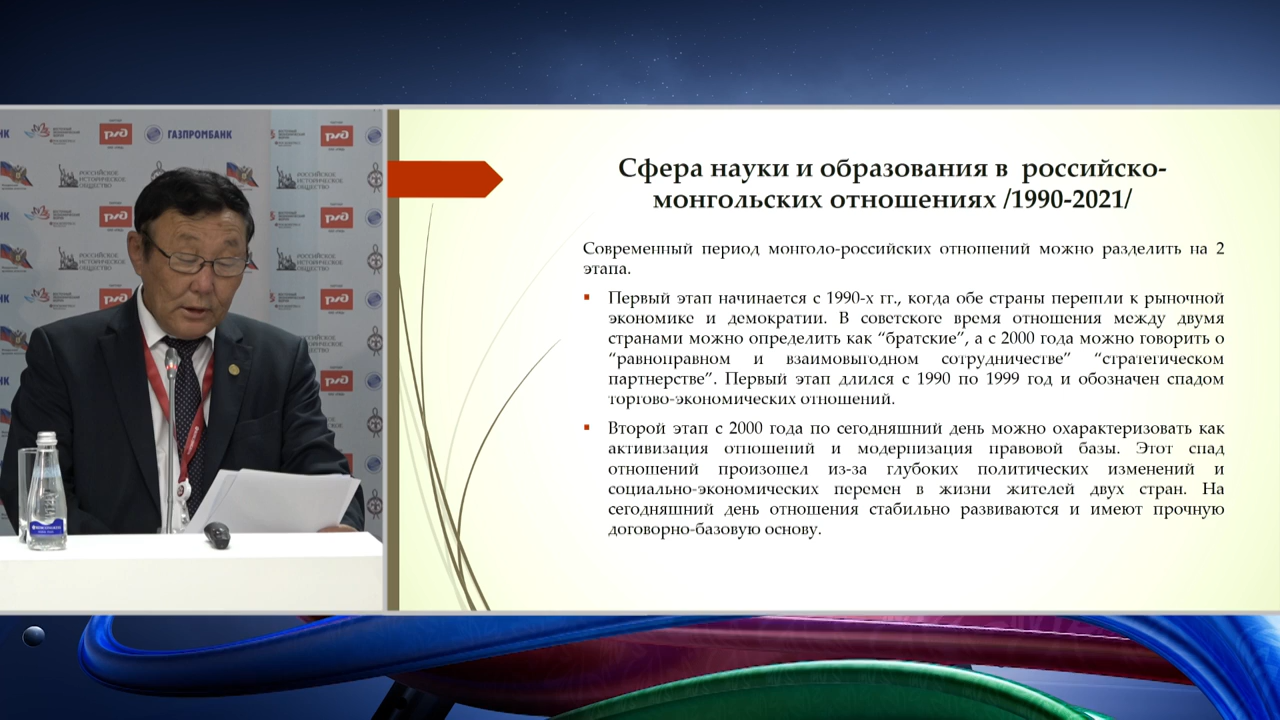 ГАЗПРОМБАНК
РОССИЙСКОЕ
ИСТОРИЧЕСКОЕ
ОБЩЕСТВО
Сфера науки и образования в российско-
монгольских отношениях /1990-2021/
Современный период монголо-российских отношений можно разделить на 2
этапа.
Первый этап начинается с 1990-х гг., когда обе страны перешли к рыночной
экономике и демократии. В советского время отношения между двумя
странами можно определить как “братские”, а с 2000 года можно говорить о
“равноправном и взаимовыгодном сотрудничестве” “стратегическом
партнерстве”. Первый этап длился с 1990 по 1999 год и обозначен спадом
торгово-экономических отношений.
Второй этап с 2000 года по сегодняшний день можно охарактеризовать как
активизация отношений и модернизация правовой базы. Этот спад
отношений произошел из-за глубоких политических изменений и
социально-экономических перемен в жизни жителей двух стран. На
сегодняшний день отношения стабильно развиваются и имеют прочную
договорно-базовую основу.